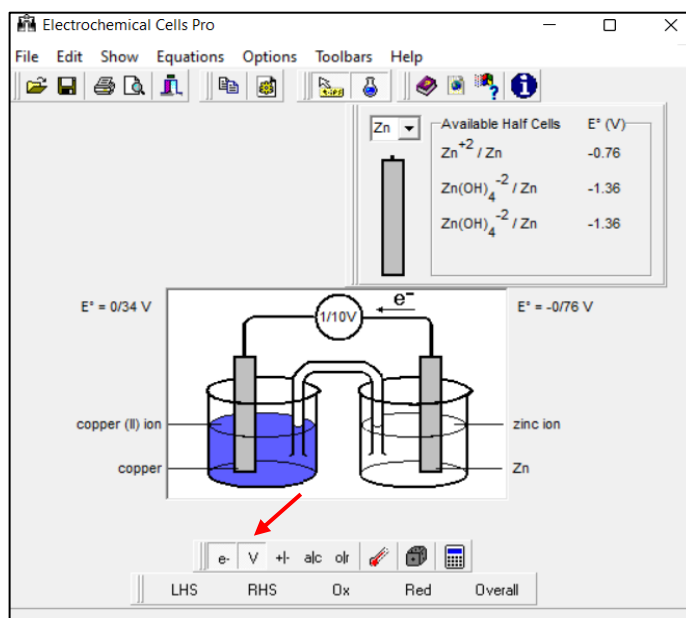 Electrochemical Cells Pro
File Edit Show Equations Options Toolbars Help
Zn Available Half Cells E° (V)
Zn+2 / Zn -0.76
Zn(OH)4-2 / Zn -1.36
Zn(OH)4-2 / Zn -1.36
E° = 0/34 V 1/10V e− E° = -0/76 V
copper (II) ion zinc ion
copper Zn
e- V +|- a|c o|r
LHS RHS Ox Red Overall